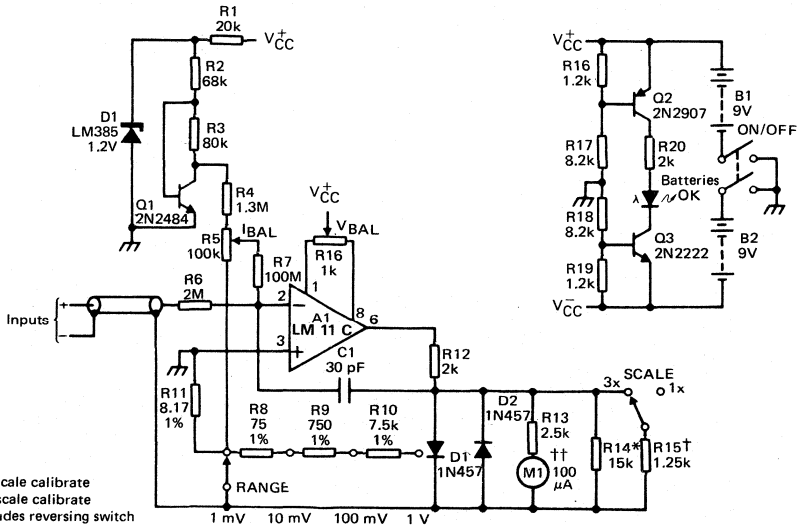 R1
20k
V+CC
R2
68k
D1
LM385
1.2V
R3
80k
Q1
2N2484
R4
1.3M
R5
100k
IBAL
R7
100M
V+CC
VBAL
R16
1k
R6
2M
Inputs
+
−
2
−
1
A1
LM 11 C
8
6
3
+
C1
30 pF
R11
8.17
1%
R8
75
1%
R9
750
1%
R10
7.5k
1%
RANGE
1 mV
10 mV
100 mV
1 V
R12
2k
D1
1N457
D2
1N457
R13
2.5k
††
M1
100
μA
R14*
15k
R15†
1.25k
SCALE
3x
1x
V+CC
R16
1.2k
Q2
2N2907
R17
8.2k
R20
2k
Batteries
OK
λ
R18
8.2k
Q3
2N2222
R19
1.2k
V−CC
B1
9V
ON/OFF
B2
9V
cale calibrate
scale calibrate
des reversing switch